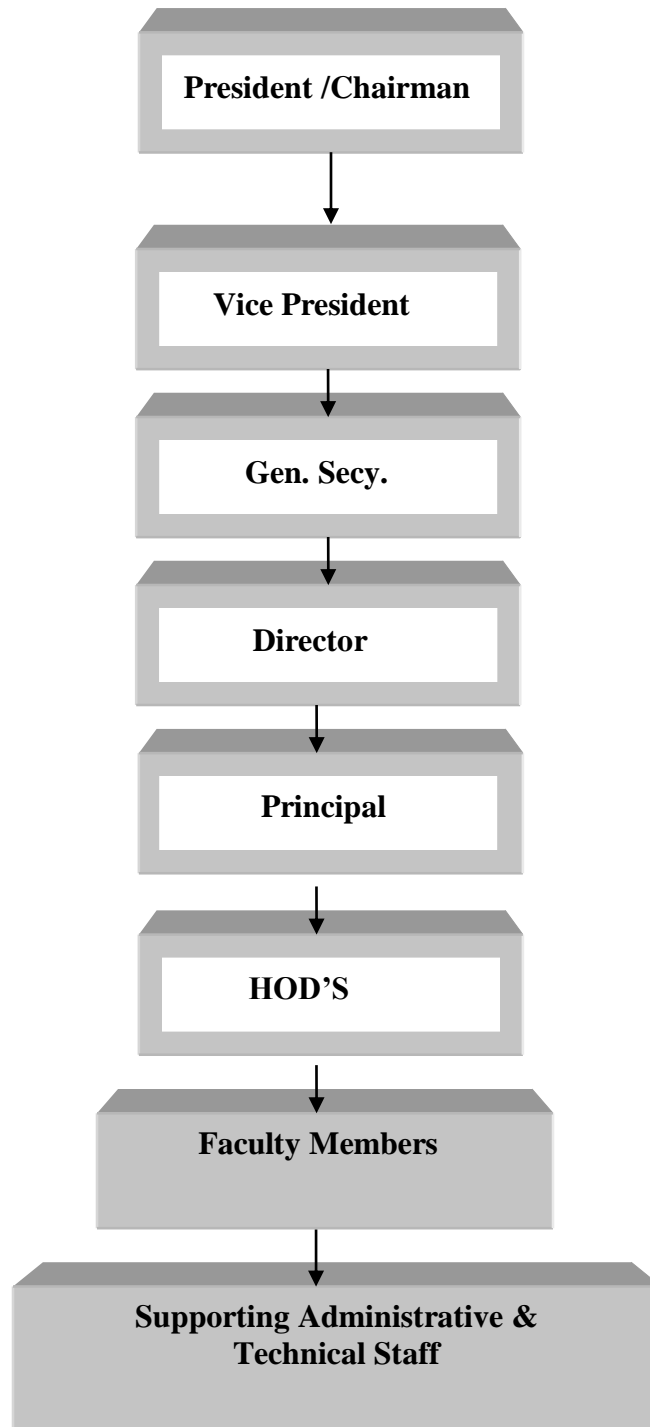 President /Chairman
Vice President
Gen. Secy.
Director
Principal
HOD’S
Faculty Members
Supporting Administrative &
Technical Staff